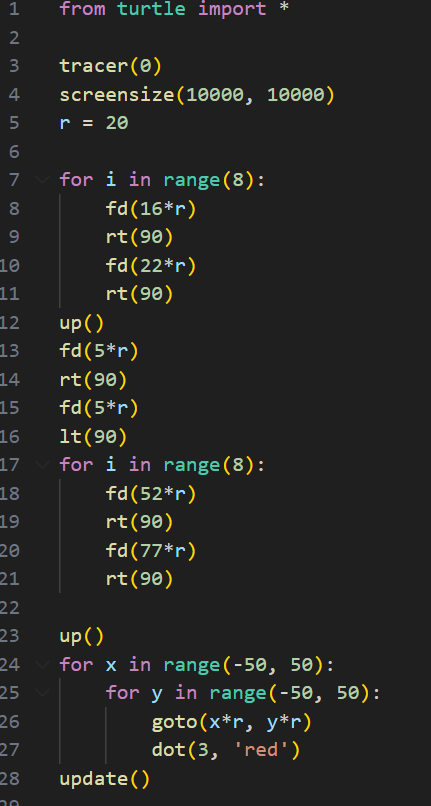 1 from turtle import *
2
3 tracer(0)
4 screensize(10000, 10000)
5 r = 20
6
7 for i in range(8):
8     fd(16*r)
9     rt(90)
10     fd(22*r)
11     rt(90)
12 up()
13 fd(5*r)
14 rt(90)
15 fd(5*r)
16 lt(90)
17 for i in range(8):
18     fd(52*r)
19     rt(90)
20     fd(77*r)
21     rt(90)
22
23 up()
24 for x in range(-50, 50):
25     for y in range(-50, 50):
26         goto(x*r, y*r)
27         dot(3, 'red')
28 update()